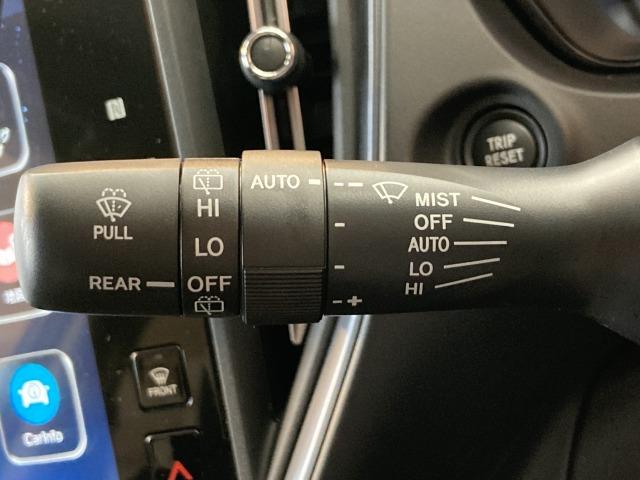 N
TRIP
RESET
AUTO
PULL
REAR
HI
LO
OFF
MIST
OFF
AUTO
LO
HI
FRONT
CarInfo